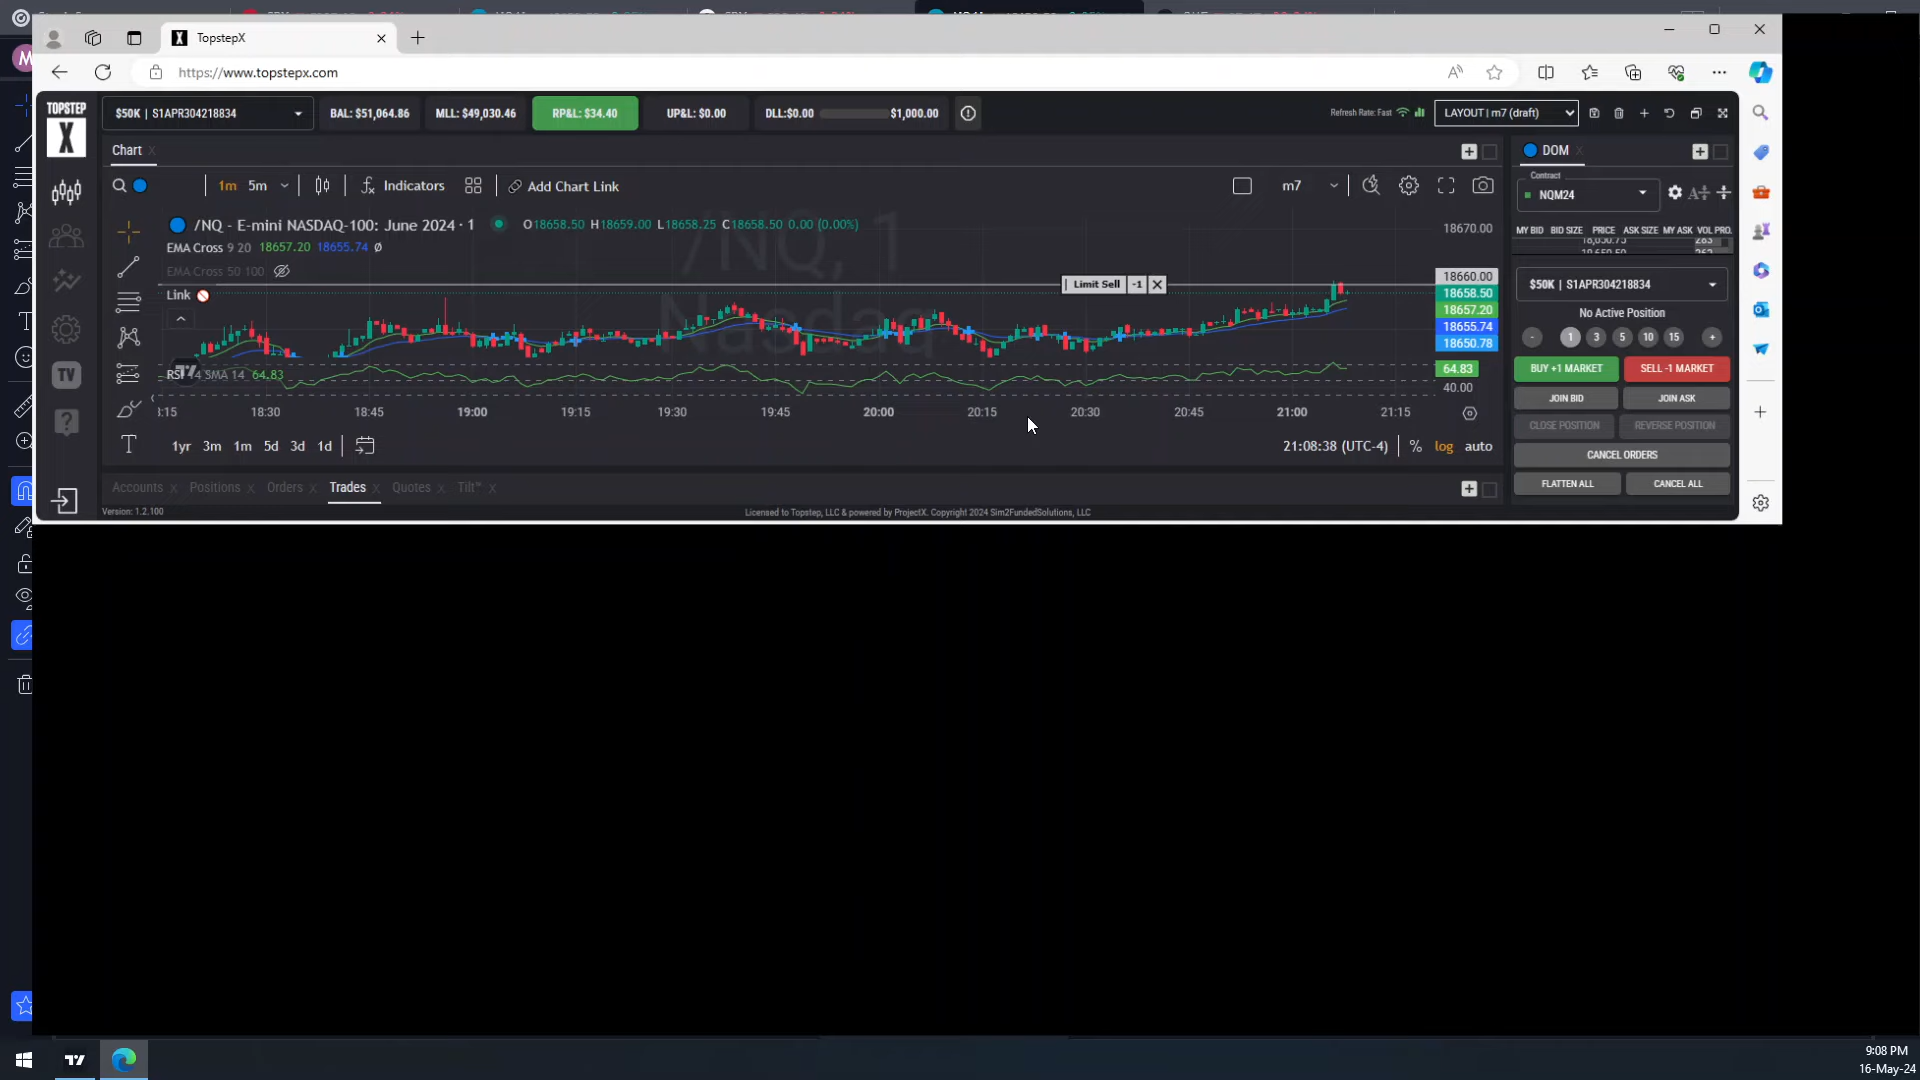 M
TopstepX
https://www.topstepx.com
TOPSTEP
X
$50K | S1APR304218834
BAL: $51,064.86
MLL: $49,030.46
RP&L: $34.40
UP&L: $0.00
DLL:$0.00
$1,000.00
Refresh Rate: Fast
LAYOUT | m7 (draft)
Chart
DOM
1m 5m
Indicators
Add Chart Link
m7
Contract
NQM24
/NQ - E-mini NASDAQ-100: June 2024 · 1
O18658.50 H18659.00 L18658.25 C18658.50 0.00 (0.00%)
/NQ, 1
Nasdaq
18670.00
MY BID BID SIZE PRICE ASK SIZE MY ASK VOL PRO.
EMA Cross 9 20 18657.20 18655.74 Ø
EMA Cross 50 100
Link
Limit Sell -1
18660.00
18658.50
18657.20
18655.74
18650.78
$50K | S1APR304218834
No Active Position
- 1 3 5 10 15 +
BUY +1 MARKET
SELL -1 MARKET
64.83
40.00
JOIN BID
JOIN ASK
18:30 18:45 19:00 19:15 19:30 19:45 20:00 20:15 20:30 20:45 21:00 21:15
CLOSE POSITION
REVERSE POSITION
1yr 3m 1m 5d 3d 1d
21:08:38 (UTC-4)
% log auto
CANCEL ORDERS
Accounts Positions Orders Trades Quotes Tilt™
FLATTEN ALL
CANCEL ALL
Version: 1.2.100
Licensed to Topstep, LLC & powered by ProjectX. Copyright 2024 Sim2FundedSolutions, LLC
9:08 PM
16-May-24